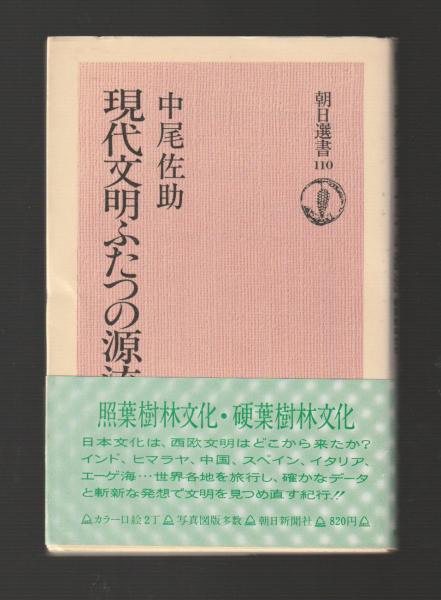 朝日選書
110
中尾佐助
現代文明ふたつの源流
照葉樹林文化・硬葉樹林文化
日本文化は、西欧文明はどこから来たか?
インド、ヒマラヤ、中国、スペイン、イタリア、
エーゲ海…世界各地を旅行し、確かなデータ
と斬新な発想で文明を見つめ直す紀行!!
カラー口絵2丁 写真図版多数 朝日新聞社 820円